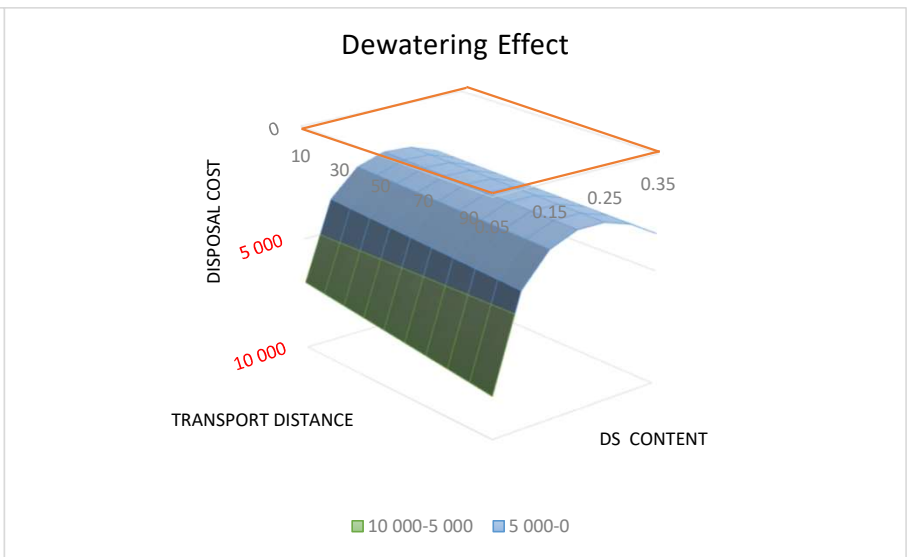 Dewatering Effect
0
10
30
50
70
90
0.05
0.15
0.25
0.35
5 000
10 000
DISPOSAL COST
TRANSPORT DISTANCE
DS CONTENT
10 000-5 000
5 000-0